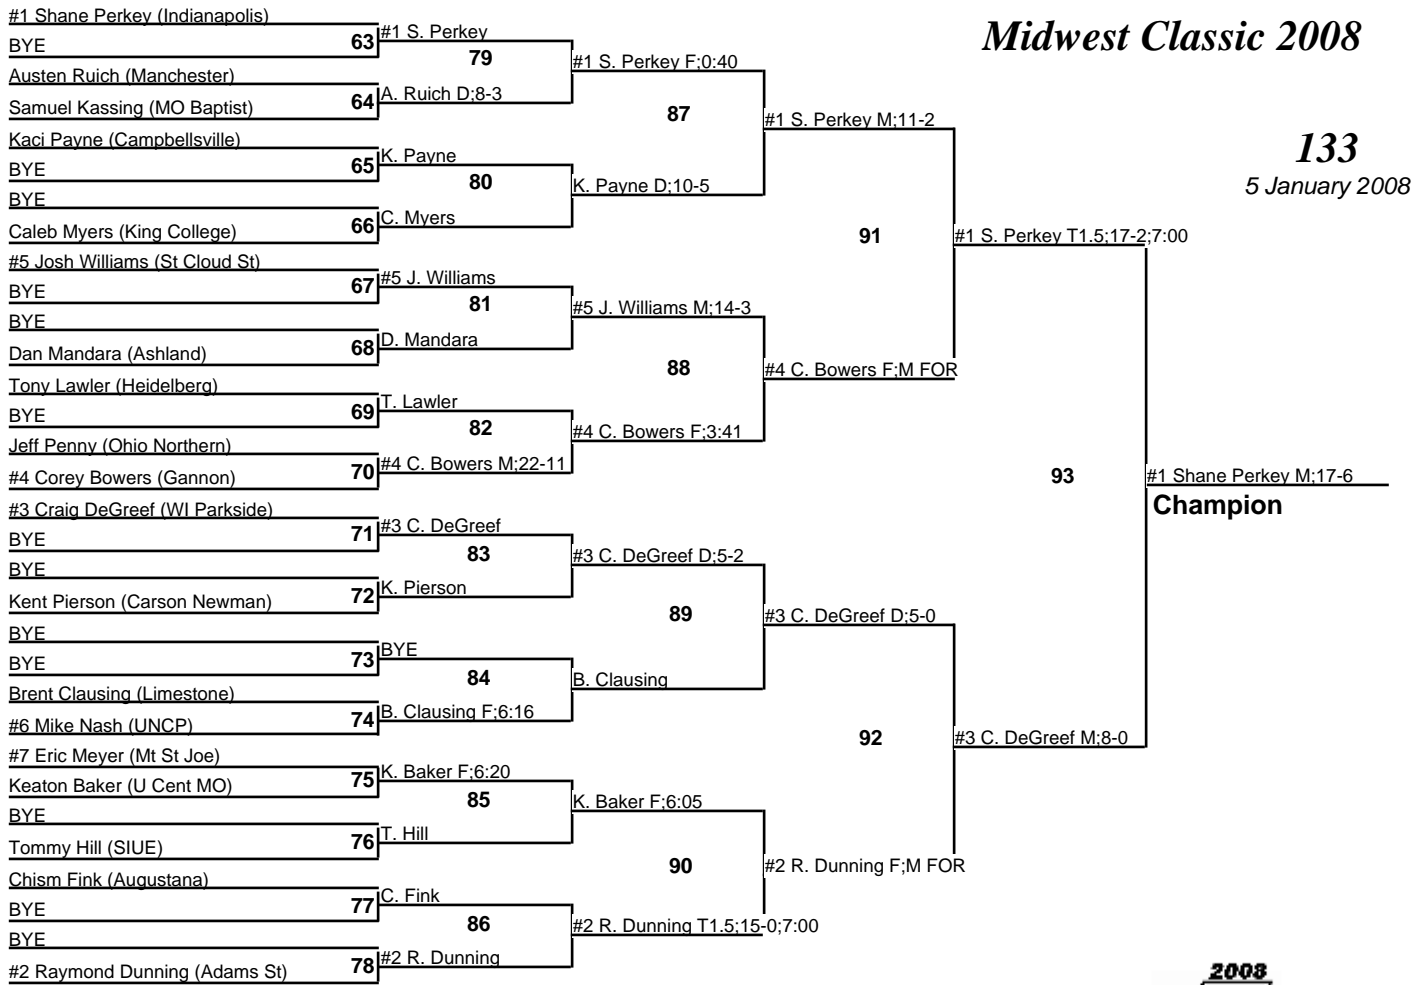 Midwest Classic 2008
133
5 January 2008
#1 Shane Perkey (Indianapolis)
BYE
Austen Ruich (Manchester)
Samuel Kassing (MO Baptist)
Kaci Payne (Campbellsville)
BYE
BYE
Caleb Myers (King College)
#5 Josh Williams (St Cloud St)
BYE
BYE
Dan Mandara (Ashland)
Tony Lawler (Heidelberg)
BYE
Jeff Penny (Ohio Northern)
#4 Corey Bowers (Gannon)
#3 Craig DeGreef (WI Parkside)
BYE
BYE
Kent Pierson (Carson Newman)
BYE
BYE
Brent Clausing (Limestone)
#6 Mike Nash (UNCP)
#7 Eric Meyer (Mt St Joe)
Keaton Baker (U Cent MO)
BYE
Tommy Hill (SIUE)
Chism Fink (Augustana)
BYE
BYE
#2 Raymond Dunning (Adams St)
63
64
65
66
67
68
69
70
71
72
73
74
75
76
77
78
#1 S. Perkey
A. Ruich D;8-3
K. Payne
C. Myers
#5 J. Williams
D. Mandara
T. Lawler
#4 C. Bowers M;22-11
#3 C. DeGreef
K. Pierson
BYE
B. Clausing F;6:16
K. Baker F;6:20
T. Hill
C. Fink
#2 R. Dunning
79
80
81
82
83
84
85
86
#1 S. Perkey F;0:40
K. Payne D;10-5
#5 J. Williams M;14-3
#4 C. Bowers F;3:41
#3 C. DeGreef D;5-2
B. Clausing
K. Baker F;6:05
#2 R. Dunning T1.5;15-0;7:00
87
88
89
90
#1 S. Perkey M;11-2
#4 C. Bowers F;M FOR
#3 C. DeGreef D;5-0
#2 R. Dunning F;M FOR
91
92
#1 S. Perkey T1.5;17-2;7:00
#3 C. DeGreef M;8-0
93
#1 Shane Perkey M;17-6
Champion
2008